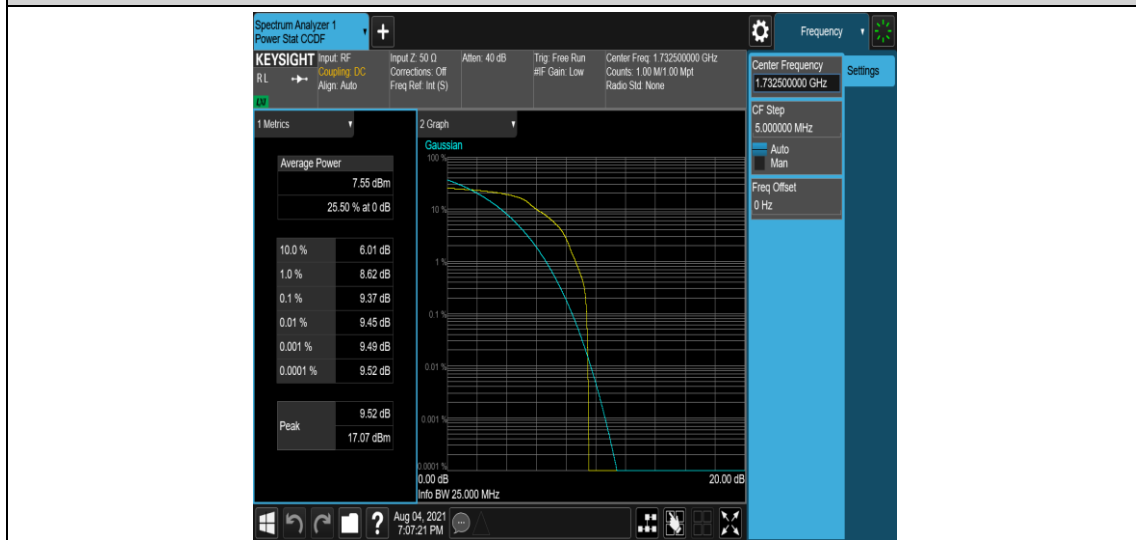 Spectrum Analyzer 1
Power Stat CCDF
+
Frequency
KEYSIGHT
RL
LXI
Input: RF
Coupling: DC
Align: Auto
Input Z: 50 Ω
Corrections: Off
Freq Ref: Int (S)
Atten: 40 dB
Trig: Free Run
#IF Gain: Low
Center Freq: 1.732500000 GHz
Counts: 1.00 M/1.00 Mpt
Radio Std: None
Center Frequency
1.732500000 GHz
Settings
CF Step
5.000000 MHz
Auto
Man
Freq Offset
0 Hz
1 Metrics
Average Power
7.55 dBm
25.50 % at 0 dB
10.0 % 6.01 dB
1.0 % 8.62 dB
0.1 % 9.37 dB
0.01 % 9.45 dB
0.001 % 9.49 dB
0.0001 % 9.52 dB
Peak
9.52 dB
17.07 dBm
2 Graph
Gaussian
100 %
10 %
1 %
0.1 %
0.01 %
0.001 %
0.0001 %
0.00 dB 20.00 dB
Info BW 25.000 MHz
?
Aug 04, 2021
7:07:21 PM